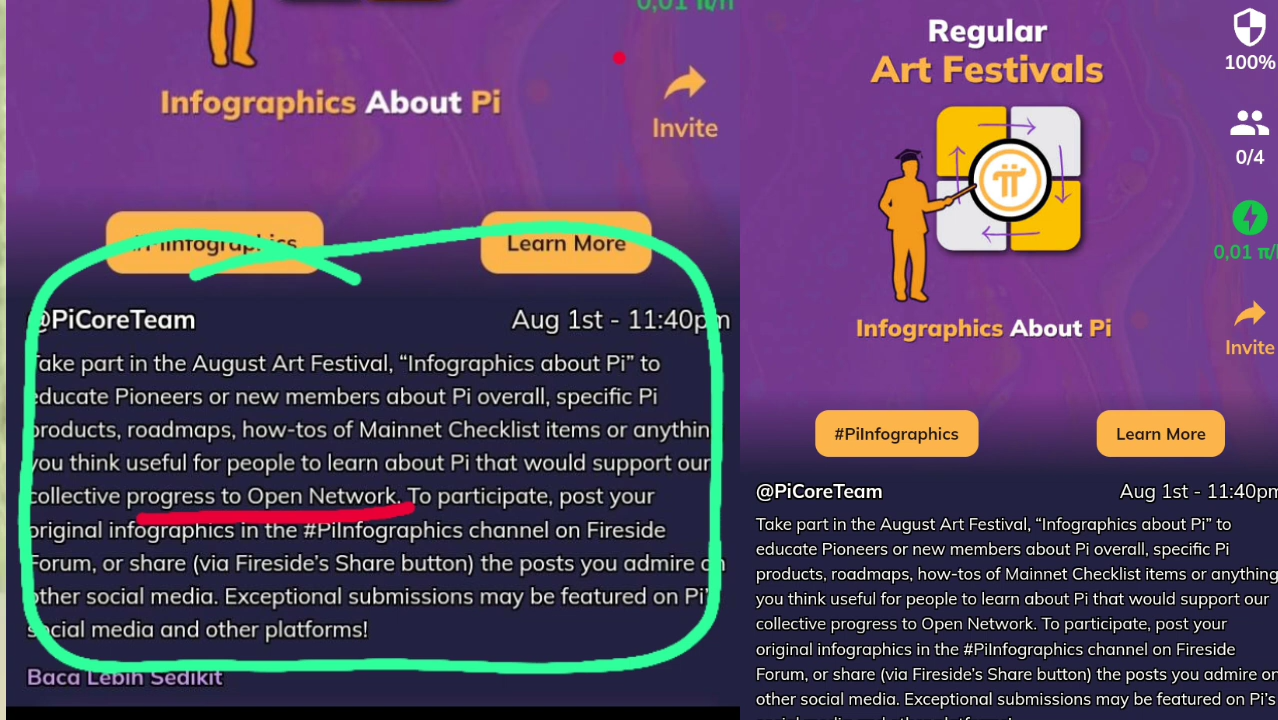 0,01 π/h
Infographics About Pi
Invite
#PiInfographics
Learn More
@PiCoreTeam
Aug 1st - 11:40pm
Take part in the August Art Festival, “Infographics about Pi” to
educate Pioneers or new members about Pi overall, specific Pi
products, roadmaps, how-tos of Mainnet Checklist items or anythin
you think useful for people to learn about Pi that would support our
collective progress to Open Network. To participate, post your
original infographics in the #PiInfographics channel on Fireside
Forum, or share (via Fireside’s Share button) the posts you admire on
other social media. Exceptional submissions may be featured on Pi’
social media and other platforms!
Baca Lebih Sedikit
Regular
Art Festivals
100%
0/4
0,01 π/
Invite
Infographics About Pi
#PiInfographics
Learn More
@PiCoreTeam
Aug 1st - 11:40pm
Take part in the August Art Festival, “Infographics about Pi” to
educate Pioneers or new members about Pi overall, specific Pi
products, roadmaps, how-tos of Mainnet Checklist items or anything
you think useful for people to learn about Pi that would support our
collective progress to Open Network. To participate, post your
original infographics in the #PiInfographics channel on Fireside
Forum, or share (via Fireside’s Share button) the posts you admire on
other social media. Exceptional submissions may be featured on Pi’s